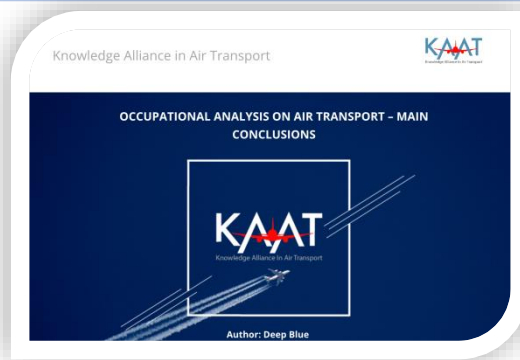 Knowledge Alliance in Air Transport
KAAT
Knowledge Alliance in Air Transport
OCCUPATIONAL ANALYSIS ON AIR TRANSPORT – MAIN
CONCLUSIONS
KAAT
Knowledge Alliance in Air Transport
Author: Deep Blue